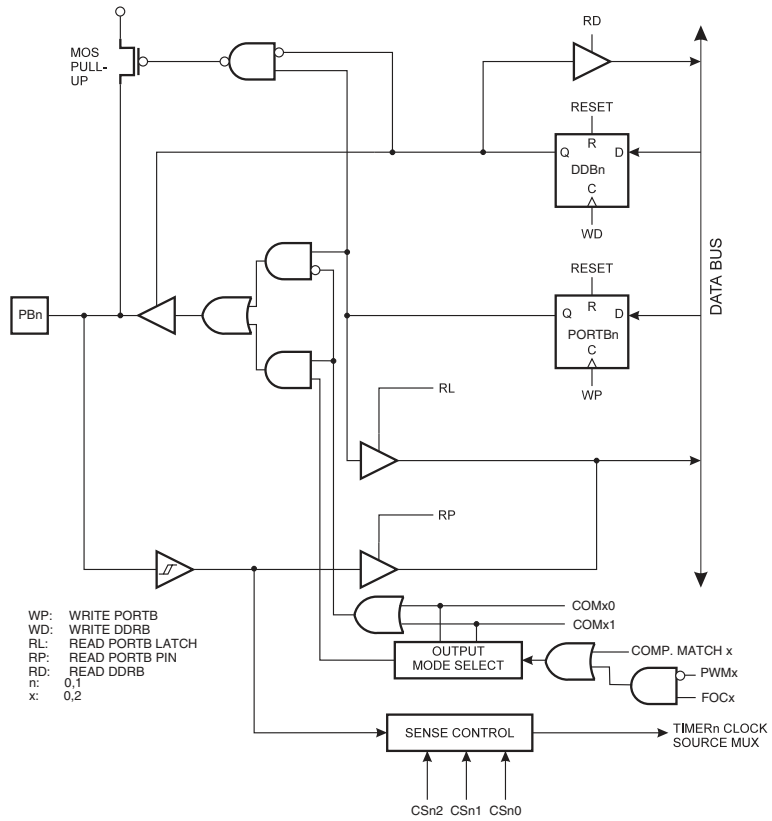 MOS
PULL-
UP
RD
RESET
R
Q D
DDBn
C
WD
RESET
R
Q D
PORTBn
C
WP
DATA BUS
PBn
RL
RP
WP: WRITE PORTB
WD: WRITE DDRB
RL: READ PORTB LATCH
RP: READ PORTB PIN
RD: READ DDRB
n: 0,1
x: 0,2
COMx0
COMx1
OUTPUT
MODE SELECT
COMP. MATCH x
PWMx
FOCx
SENSE CONTROL
TIMERn CLOCK
SOURCE MUX
CSn2 CSn1 CSn0